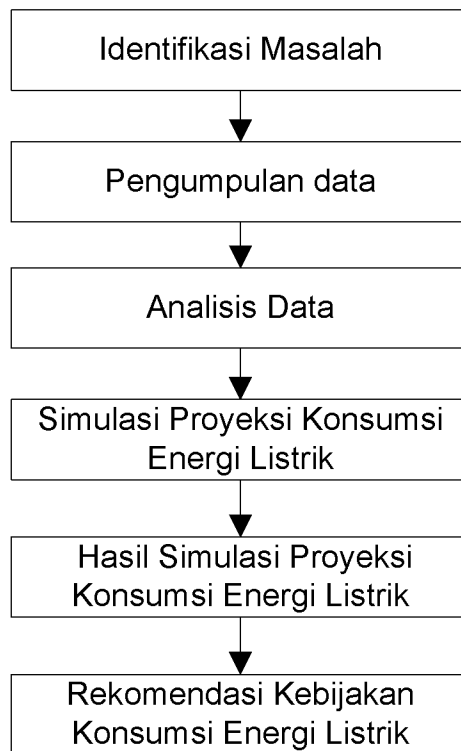 Identifikasi Masalah
Pengumpulan data
Analisis Data
Simulasi Proyeksi Konsumsi
Energi Listrik
Hasil Simulasi Proyeksi
Konsumsi Energi Listrik
Rekomendasi Kebijakan
Konsumsi Energi Listrik